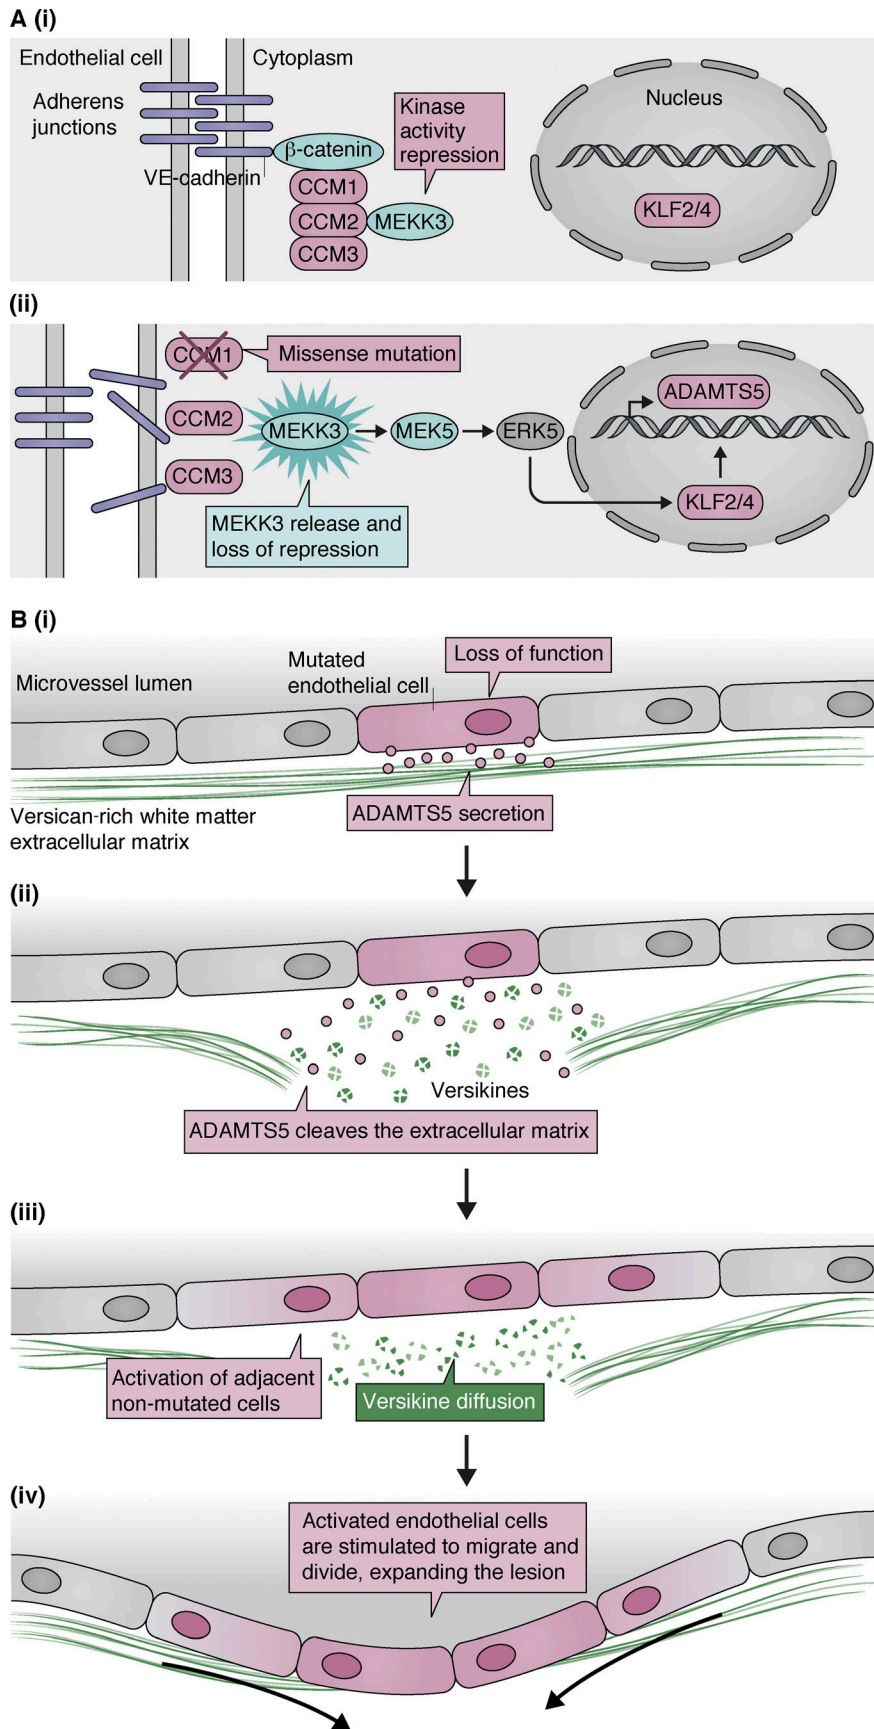 A (i)
Endothelial cell
Cytoplasm
Adherens
junctions
VE-cadherin
β-catenin
CCM1
CCM2
CCM3
MEKK3
Kinase
activity
repression
Nucleus
KLF2/4
(ii)
CCM1
Missense mutation
CCM2
CCM3
MEKK3
MEK5
ERK5
MEKK3 release and
loss of repression
ADAMTS5
KLF2/4
B (i)
Microvessel lumen
Mutated
endothelial cell
Loss of function
ADAMTS5 secretion
Versican-rich white matter
extracellular matrix
(ii)
Versikines
ADAMTS5 cleaves the extracellular matrix
(iii)
Activation of adjacent
non-mutated cells
Versikine diffusion
(iv)
Activated endothelial cells
are stimulated to migrate and
divide, expanding the lesion